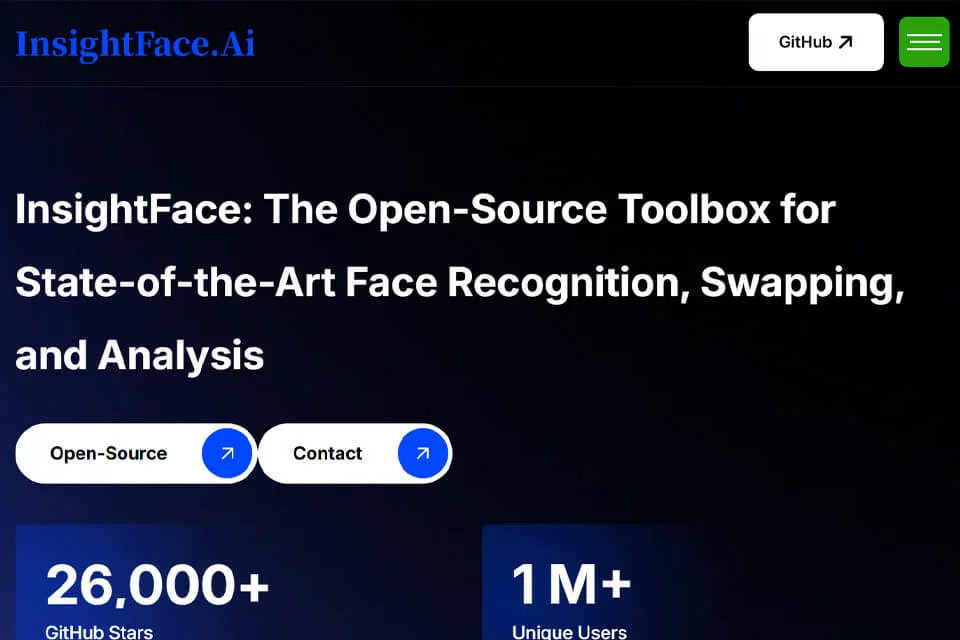 InsightFace.Ai
GitHub
InsightFace: The Open-Source Toolbox for
State-of-the-Art Face Recognition, Swapping,
and Analysis
Open-Source
Contact
26,000+
1 M+
GitHub Stars
Unique Users